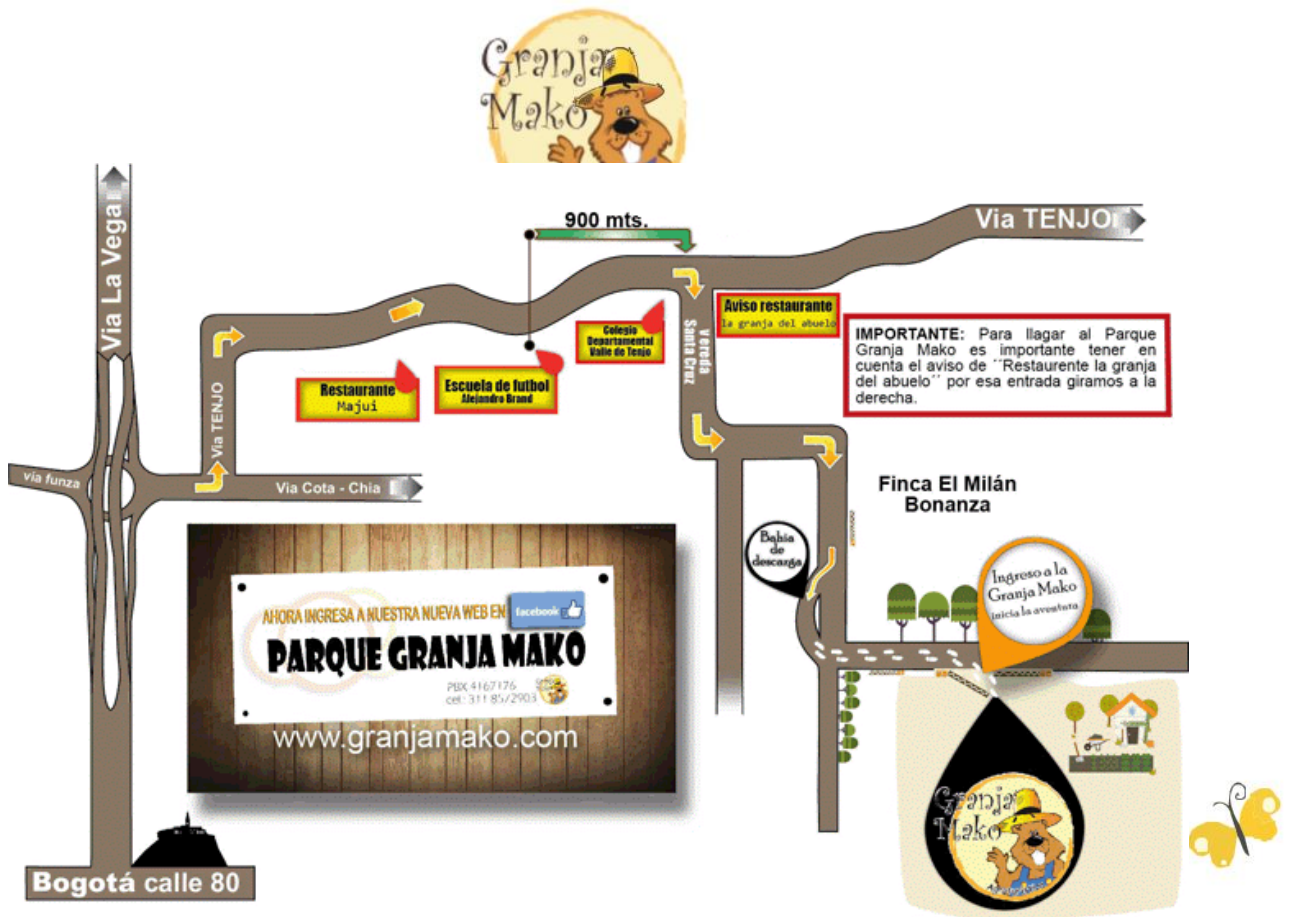 Granja
Mako
900 mts.
Via TENJO
Via La Vega
Aviso restaurante
la granja del abuelo
Colegio
Departamental
Valle de Tenjo
Vereda
Santa Cruz
IMPORTANTE: Para llagar al Parque
Granja Mako es importante tener en
cuenta el aviso de ´´Restaurente la granja
del abuelo´´ por esa entrada giramos a la
derecha.
Restaurante
Majui
Escuela de futbol
Alejandro Brand
Via TENJO
via funza
Via Cota - Chia
Finca El Milán
Bonanza
Bahia
de
descarga
Ingreso a la
Granja Mako
inicia la aventura
AHORA INGRESA A NUESTRA NUEVA WEB EN
facebook
PARQUE GRANJA MAKO
PBX 4167176
cel.: 311 8572903
www.granjamako.com
Granja
Mako
Bogotá calle 80